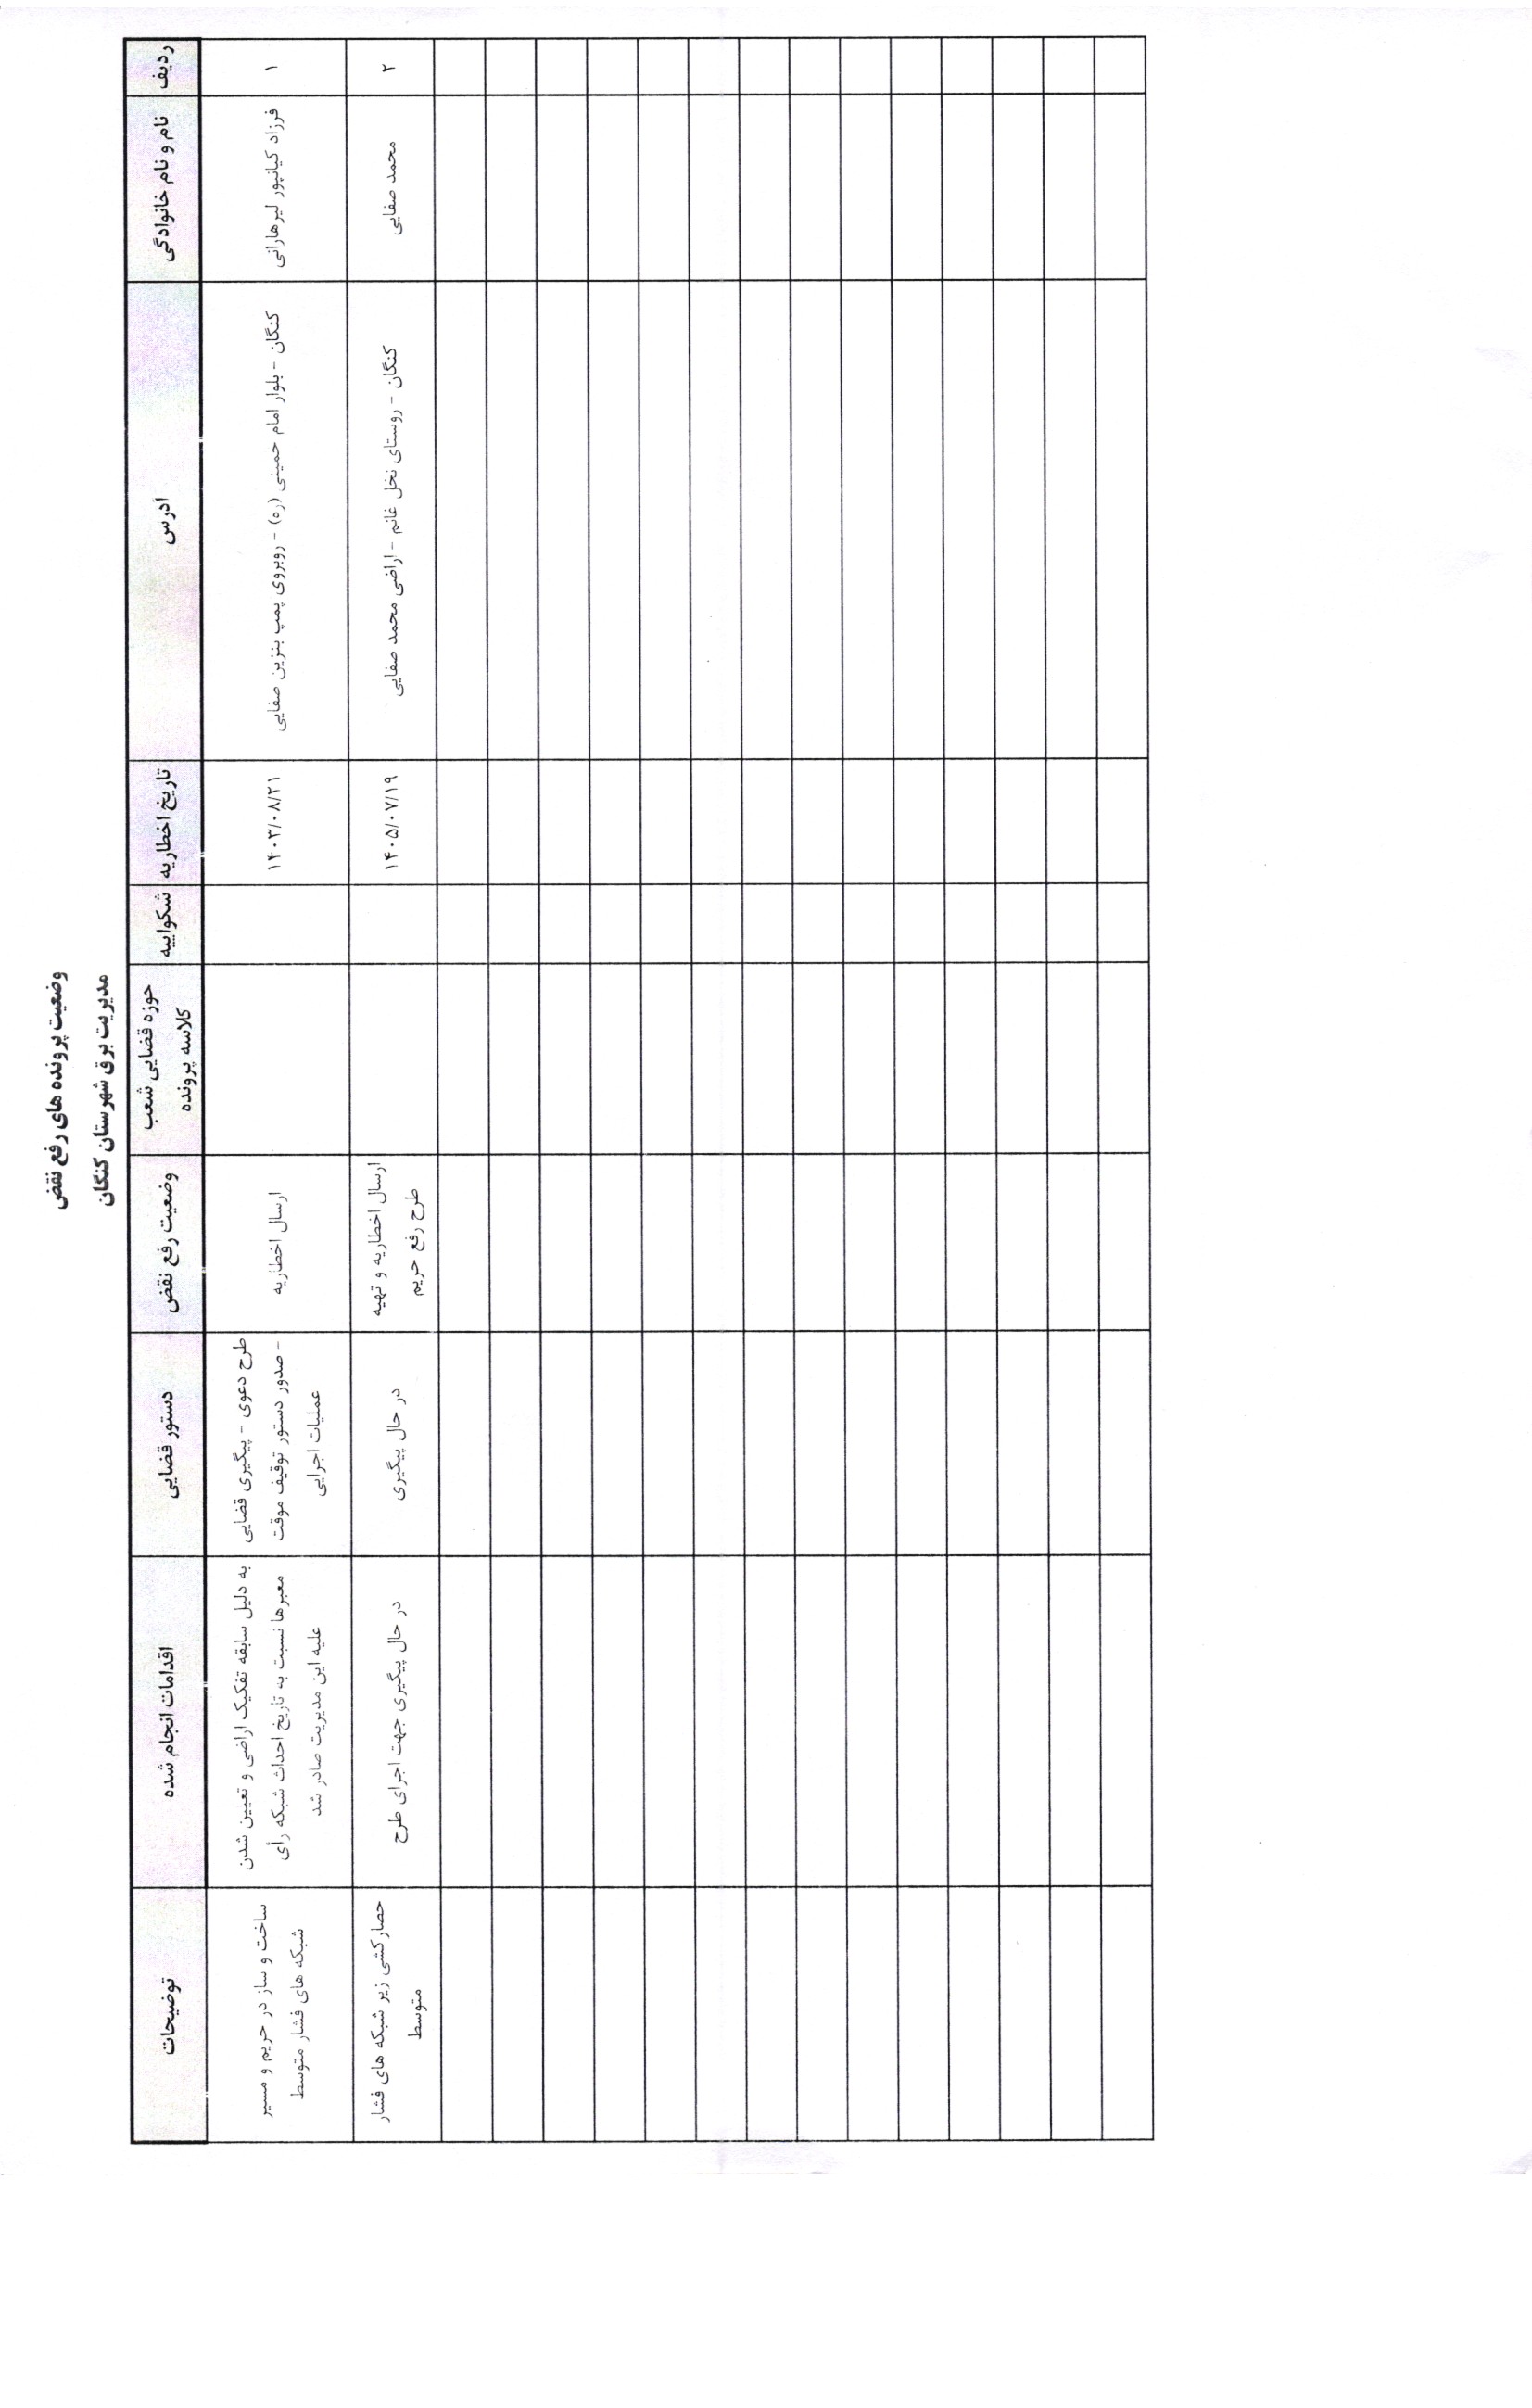 وضعیت پرونده های رفع نقض
مدیریت برق شهرستان کنگان
ردیف
نام و نام خانوادگی
آدرس
تاریخ اخطاریه
شکواییه
حوزه قضایی شعب
کلاسه پرونده
وضعیت رفع نقض
دستور قضایی
اقدامات انجام شده
توضیحات
۱
فرزاد کیانپور لیرهارانی
کنگان - بلوار امام حمینی (ره) - روبروی پمپ بنزین صفایی
۱۴۰۳/۰۸/۲۱
ارسال اخطاریه
طرح دعوی - پیگیری قضایی
- صدور دستور توقیف موقت
عملیات اجرایی
به دلیل سابقه تفکیک اراضی و تعیین شدن
معبرها نسبت به تاریخ احداث شبکه رأی
علیه این مدیریت صادر شد
ساخت و ساز در حریم و مسیر
شبکه های فشار متوسط
۲
محمد صفایی
کنگان - روستای نخل غانم - اراضی محمد صفایی
۱۴۰۵/۰۷/۱۹
ارسال اخطاریه و تهیه
طرح رفع حریم
در حال پیگیری
در حال پیگیری جهت اجرای طرح
حصارکشی زیر شبکه های فشار
متوسط